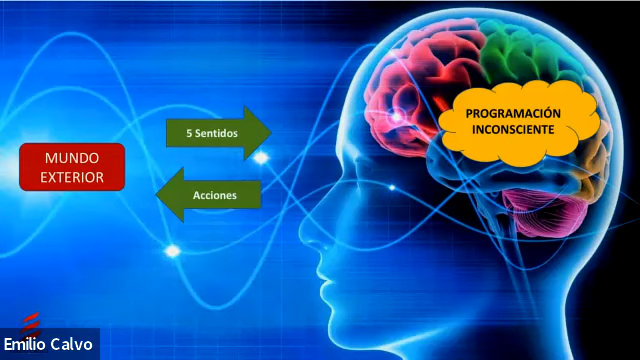 MUNDO
EXTERIOR
5 Sentidos
Acciones
PROGRAMACIÓN
INCONSCIENTE
Emilio Calvo